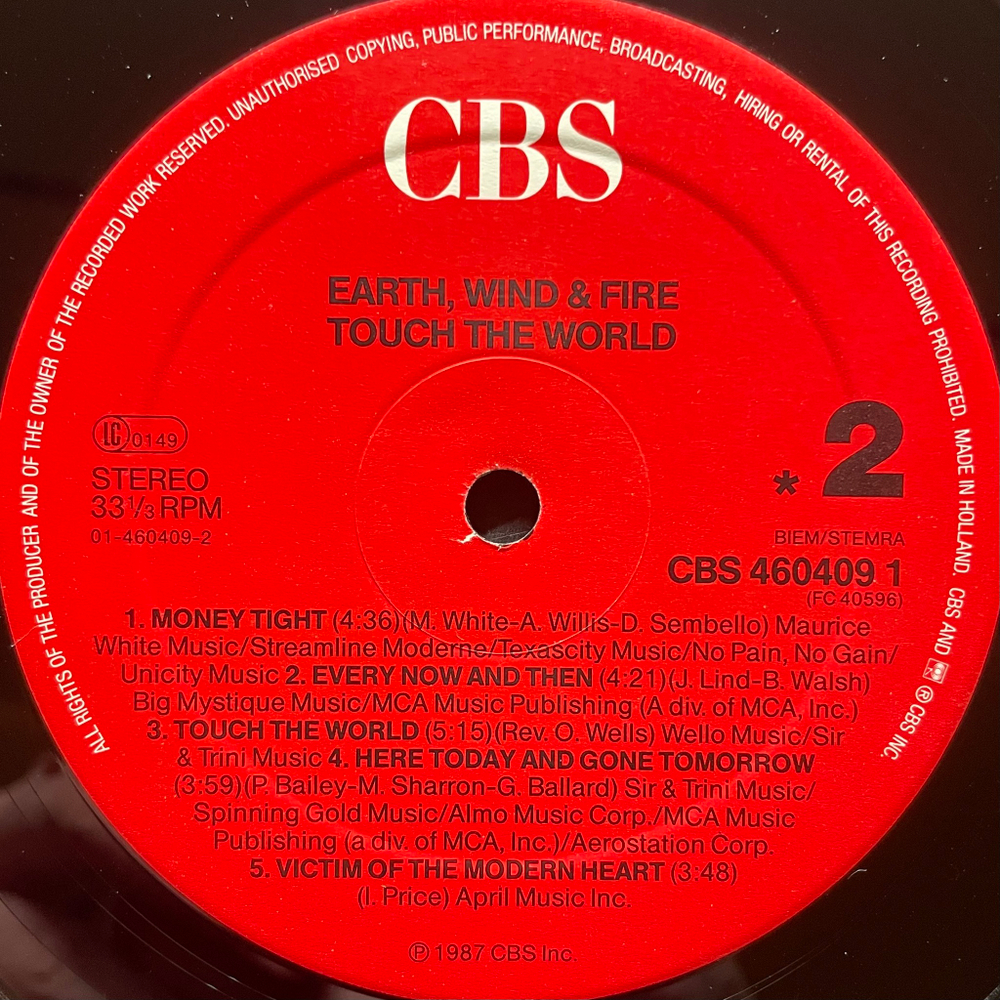 ALL RIGHTS OF THE PRODUCER AND OF THE OWNER OF THE RECORDED WORK RESERVED. UNAUTHORISED COPYING, PUBLIC PERFORMANCE, BROADCASTING, HIRING OR RENTAL OF THIS RECORDING PROHIBITED. MADE IN HOLLAND. CBS AND ® CBS INC.
CBS
EARTH, WIND & FIRE
TOUCH THE WORLD
LC 0149
STEREO
33⅓ RPM
01-460409-2
* 2
BIEM/STEMRA
CBS 460409 1
(FC 40596)
1. MONEY TIGHT (4:36)(M. White-A. Willis-D. Sembello) Maurice
White Music/Streamline Moderne/Texascity Music/No Pain, No Gain/
Unicity Music 2. EVERY NOW AND THEN (4:21)(J. Lind-B. Walsh)
Big Mystique Music/MCA Music Publishing (A div. of MCA, Inc.)
3. TOUCH THE WORLD (5:15)(Rev. O. Wells) Wello Music/Sir
& Trini Music 4. HERE TODAY AND GONE TOMORROW
(3:59)(P. Bailey-M. Sharron-G. Ballard) Sir & Trini Music/
Spinning Gold Music/Almo Music Corp./MCA Music
Publishing (a div. of MCA, Inc.)/Aerostation Corp.
5. VICTIM OF THE MODERN HEART (3:48)
(I. Price) April Music Inc.
℗ 1987 CBS Inc.